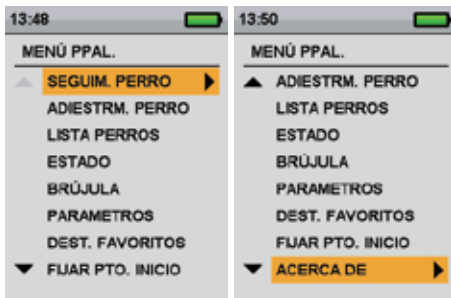 13:48
MENÚ PPAL.
SEGUIM. PERRO
ADIESTRM. PERRO
LISTA PERROS
ESTADO
BRÚJULA
PARAMETROS
DEST. FAVORITOS
FIJAR PTO. INICIO
13:50
MENÚ PPAL.
ADIESTRM. PERRO
LISTA PERROS
ESTADO
BRÚJULA
PARAMETROS
DEST. FAVORITOS
FIJAR PTO. INICIO
ACERCA DE